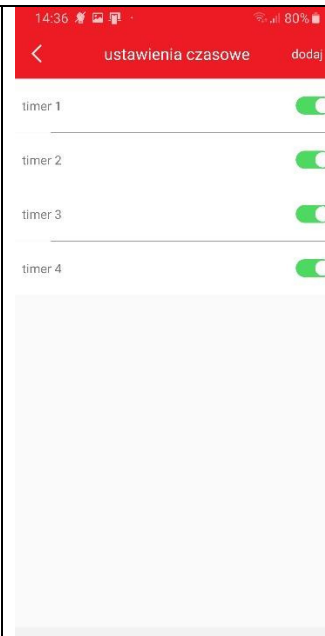 14:36 80%
ustawienia czasowe dodaj
timer 1
timer 2
timer 3
timer 4